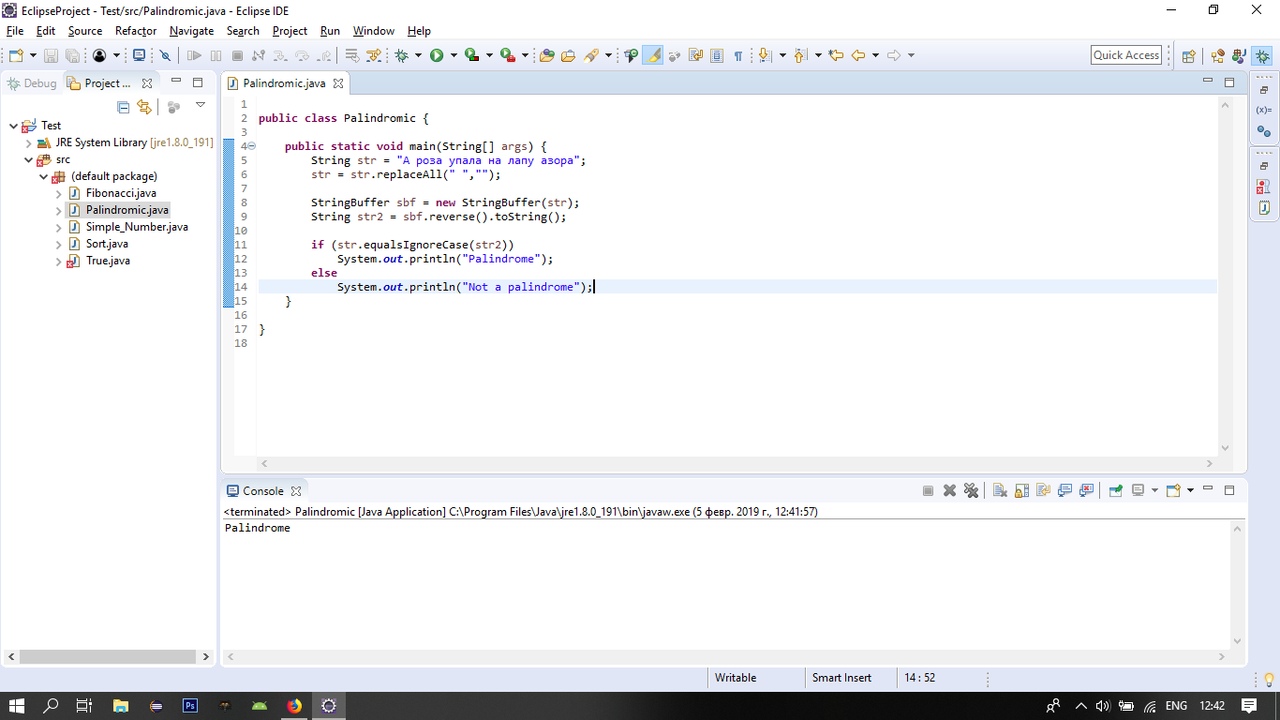 EclipseProject - Test/src/Palindromic.java - Eclipse IDE
File Edit Source Refactor Navigate Search Project Run Window Help
Quick Access
Debug Project ...
Palindromic.java
Test
JRE System Library [jre1.8.0_191]
src
(default package)
Fibonacci.java
Palindromic.java
Simple_Number.java
Sort.java
True.java
1
2 public class Palindromic {
3
4 public static void main(String[] args) {
5 String str = "А роза упала на лапу азора";
6 str = str.replaceAll(" ","");
7
8 StringBuffer sbf = new StringBuffer(str);
9 String str2 = sbf.reverse().toString();
10
11 if (str.equalsIgnoreCase(str2))
12 System.out.println("Palindrome");
13 else
14 System.out.println("Not a palindrome");
15 }
16
17 }
18
Console
<terminated> Palindromic [Java Application] C:\Program Files\Java\jre1.8.0_191\bin\javaw.exe (5 февр. 2019 г., 12:41:57)
Palindrome
Writable Smart Insert 14 : 52
ENG 12:42